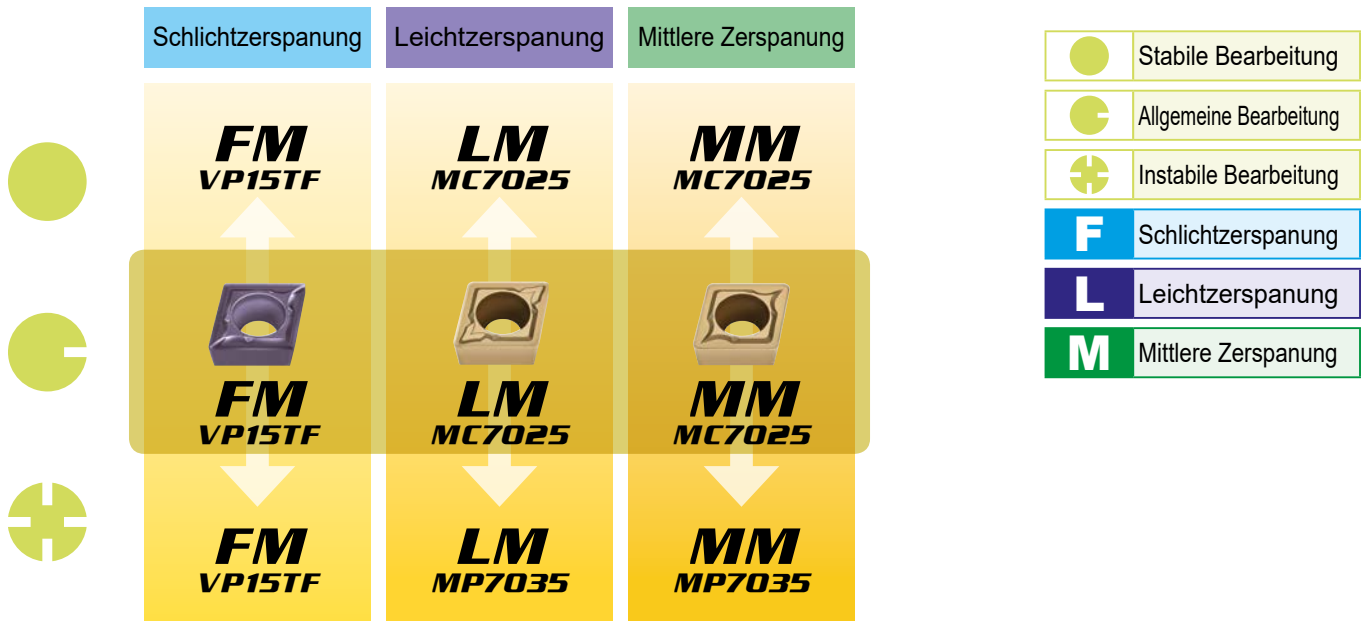 Schlichtzerspanung
Leichtzerspanung
Mittlere Zerspanung
FM
VP15TF
LM
MC7025
MM
MC7025
FM
VP15TF
LM
MC7025
MM
MC7025
FM
VP15TF
LM
MP7035
MM
MP7035
Stabile Bearbeitung
Allgemeine Bearbeitung
Instabile Bearbeitung
F Schlichtzerspanung
L Leichtzerspanung
M Mittlere Zerspanung